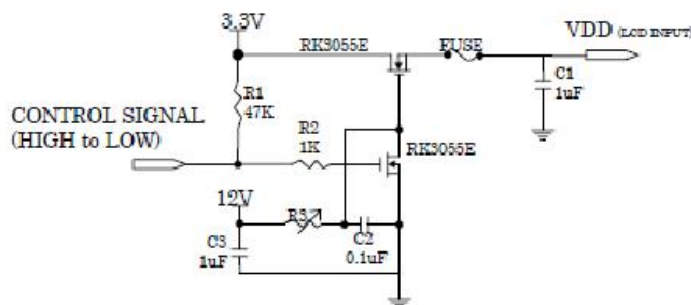 3.3V
RK3055E
FUSE
VDD (LCD INPUT)
R1
47K
C1
1uF
CONTROL SIGNAL
(HIGH to LOW)
R2
1K
RK3055E
12V
R3
C3
1uF
C2
0.1uF